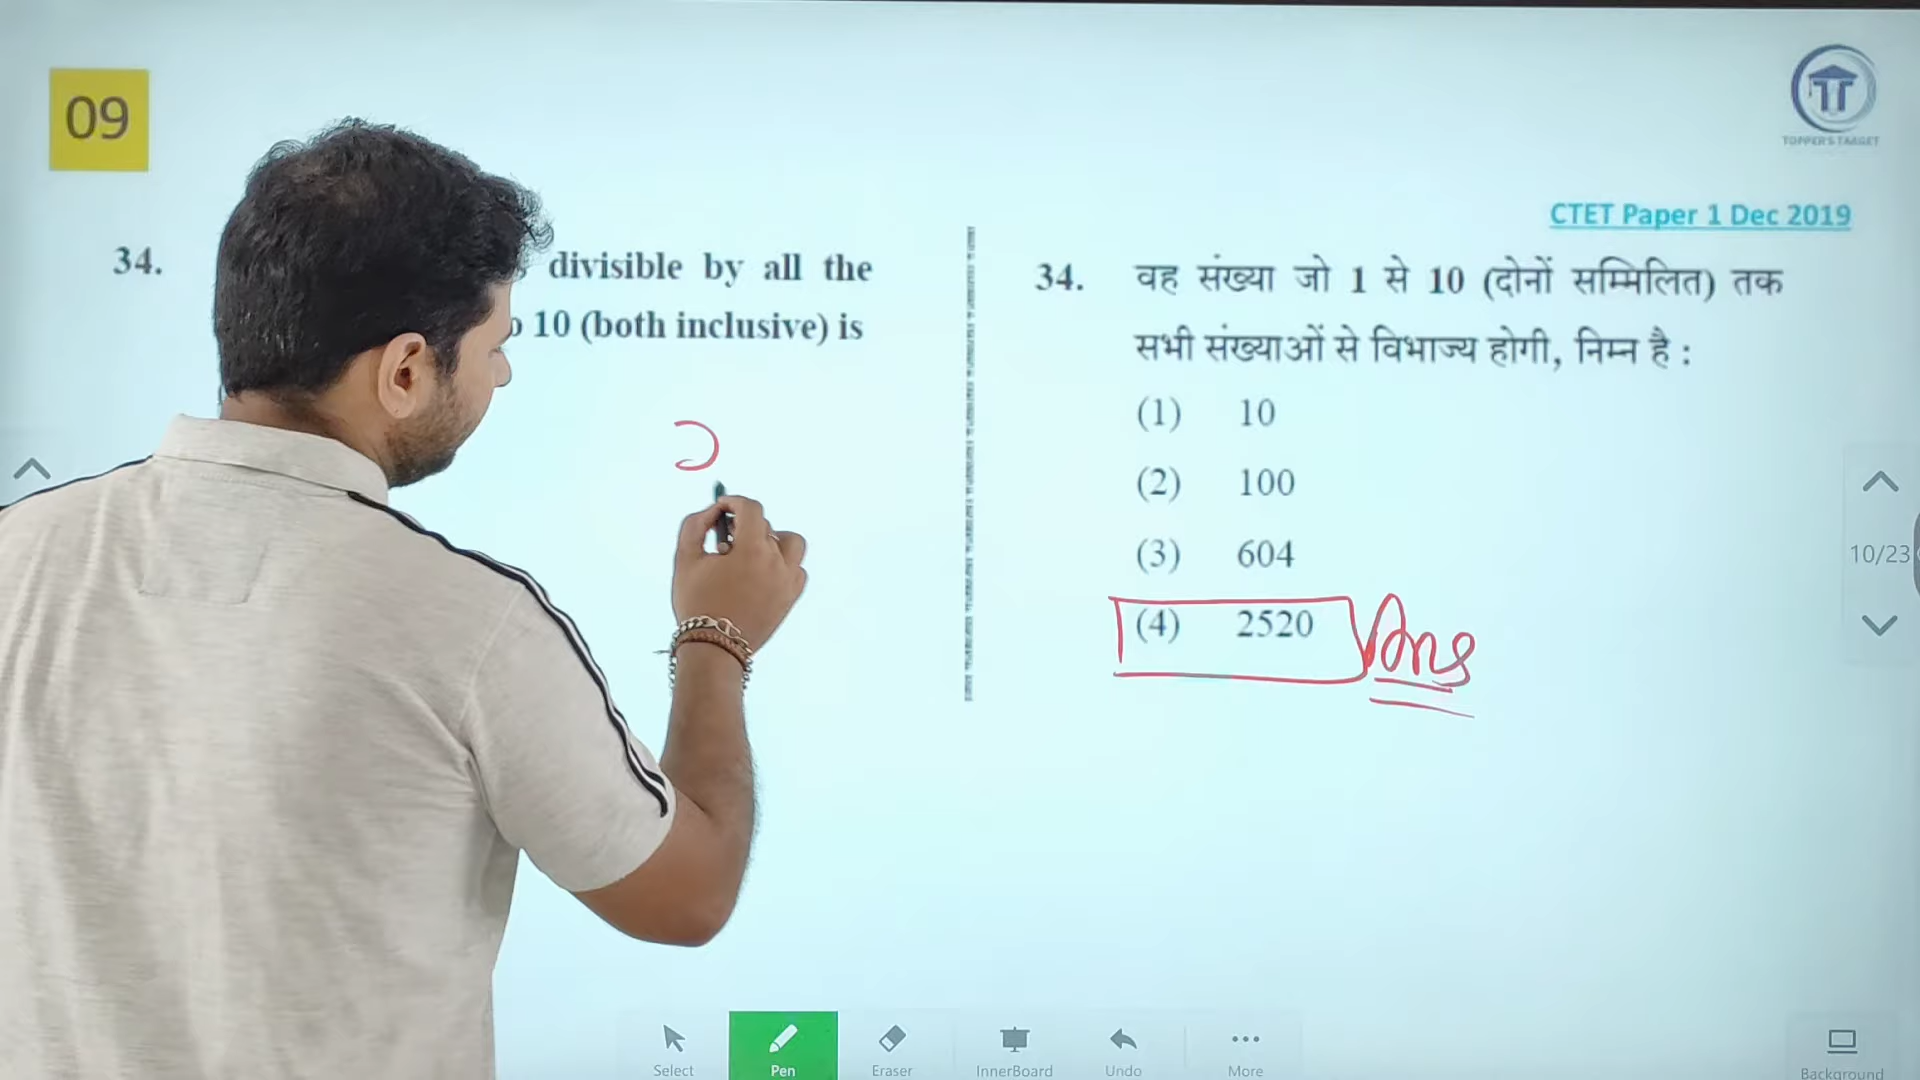 09
TOPPER'S TARGET
CTET Paper 1 Dec 2019
34.
divisible by all the
10 (both inclusive) is
34. वह संख्या जो 1 से 10 (दोनों सम्मिलित) तक
सभी संख्याओं से विभाज्य होगी, निम्न है :
(1) 10
(2) 100
(3) 604
(4) 2520 Ans
10/23
Select Pen Eraser InnerBoard Undo More Background